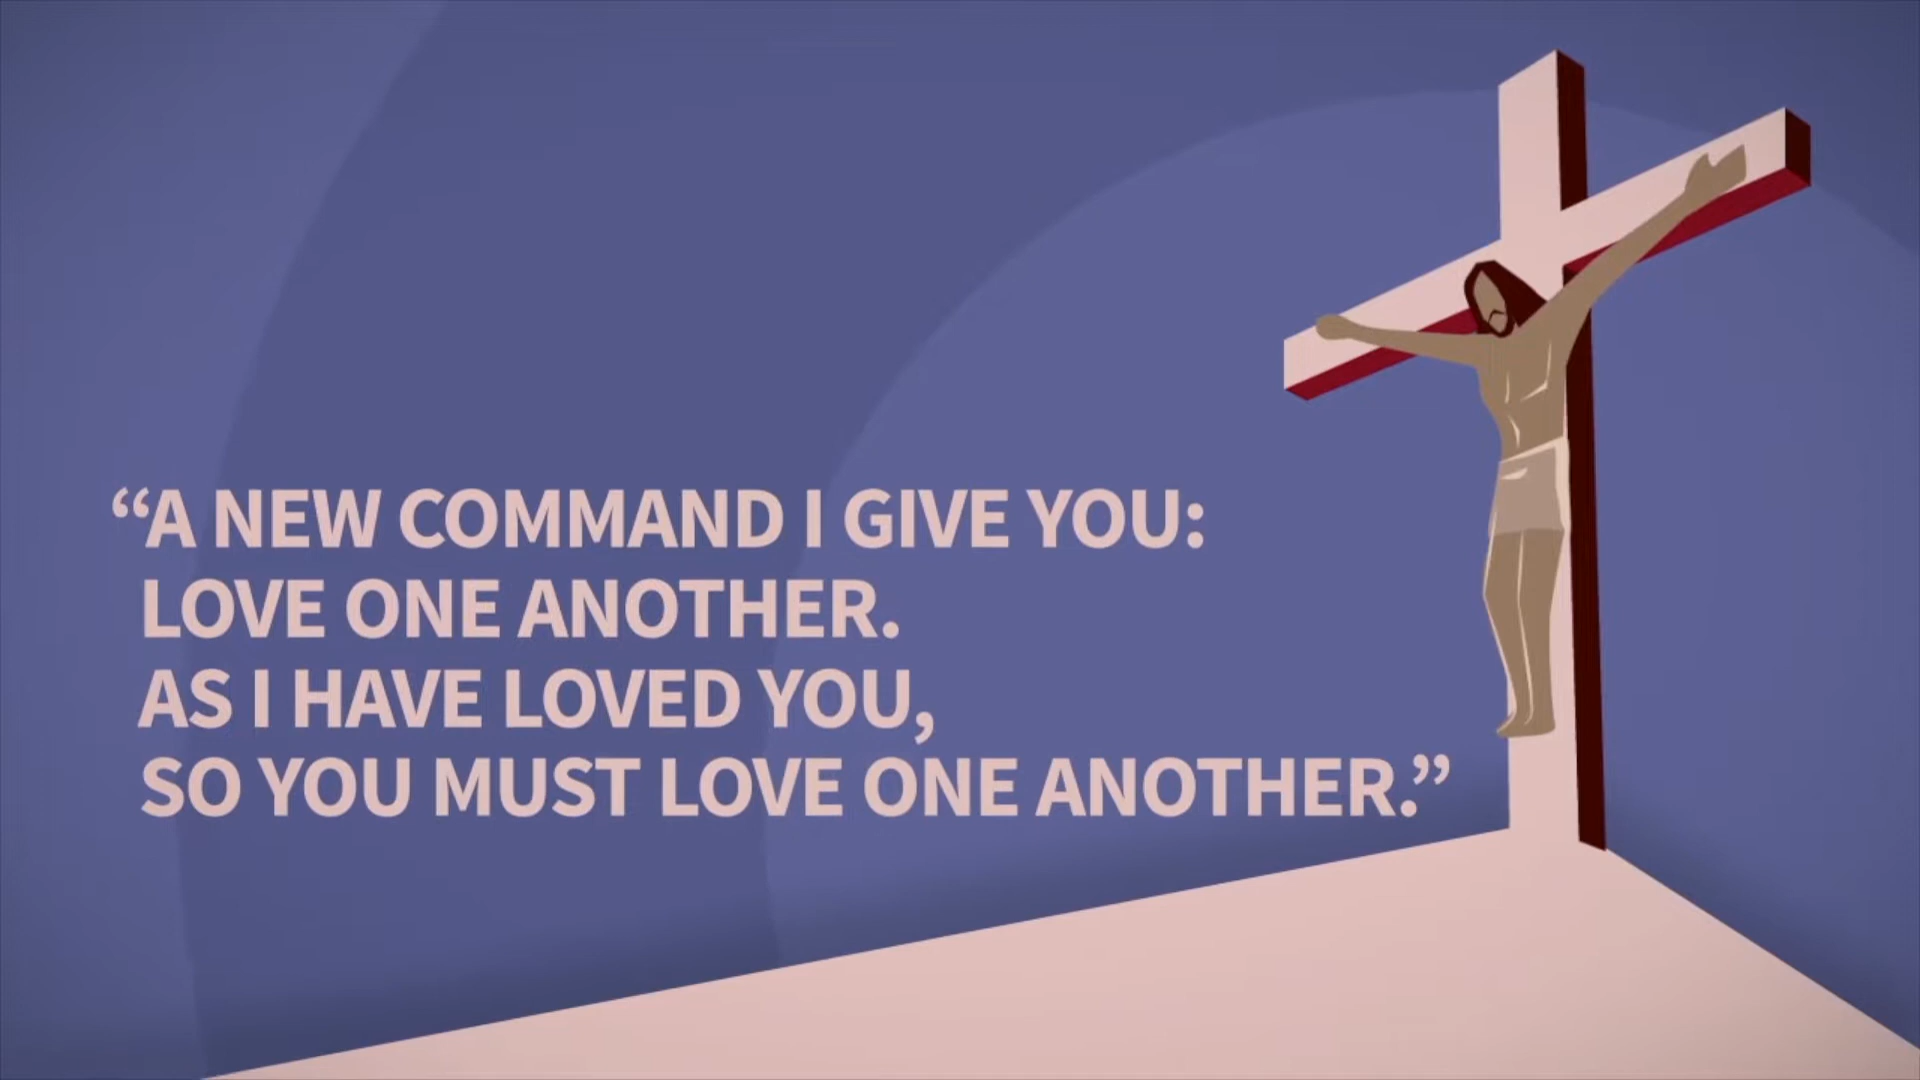 “A NEW COMMAND I GIVE YOU:
LOVE ONE ANOTHER.
AS I HAVE LOVED YOU,
SO YOU MUST LOVE ONE ANOTHER.”